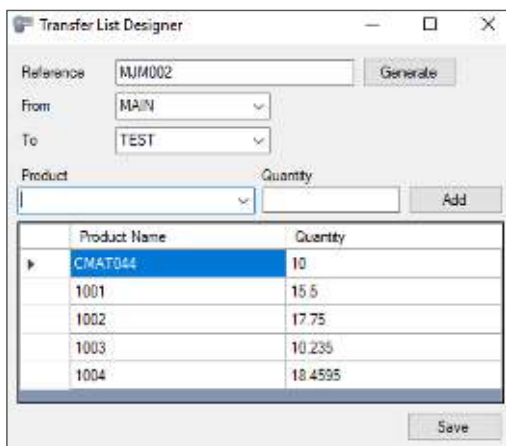 Transfer List Designer
Reference MJM002 Generate
From MAIN
To TEST
Product Quantity
Add
Product Name Quantity
CMAT044 10
1001 15.5
1002 17.75
1003 10.235
1004 18.4595
Save